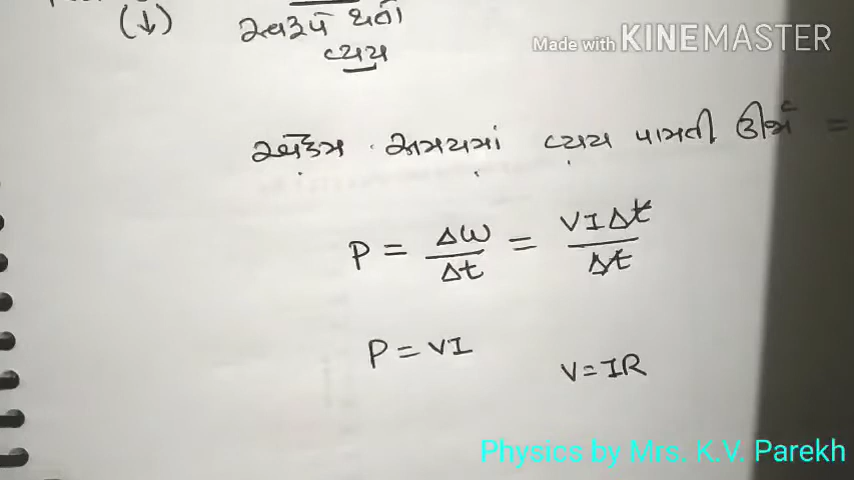 (↓) સ્વરૂપે થતો
વ્યય
Made with KINEMASTER
એકમ સમયમાં વ્યય પામતી ઊર્જા =
P = ΔW/Δt = VIΔt/Δt
P = VI
V = IR
Physics by Mrs. K.V. Parekh